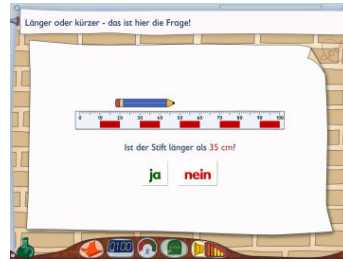 Länger oder kürzer - das ist hier die Frage!
0 10 20 30 40 50 60 70 80 90 100
Ist der Stift länger als 35 cm?
ja nein
0100